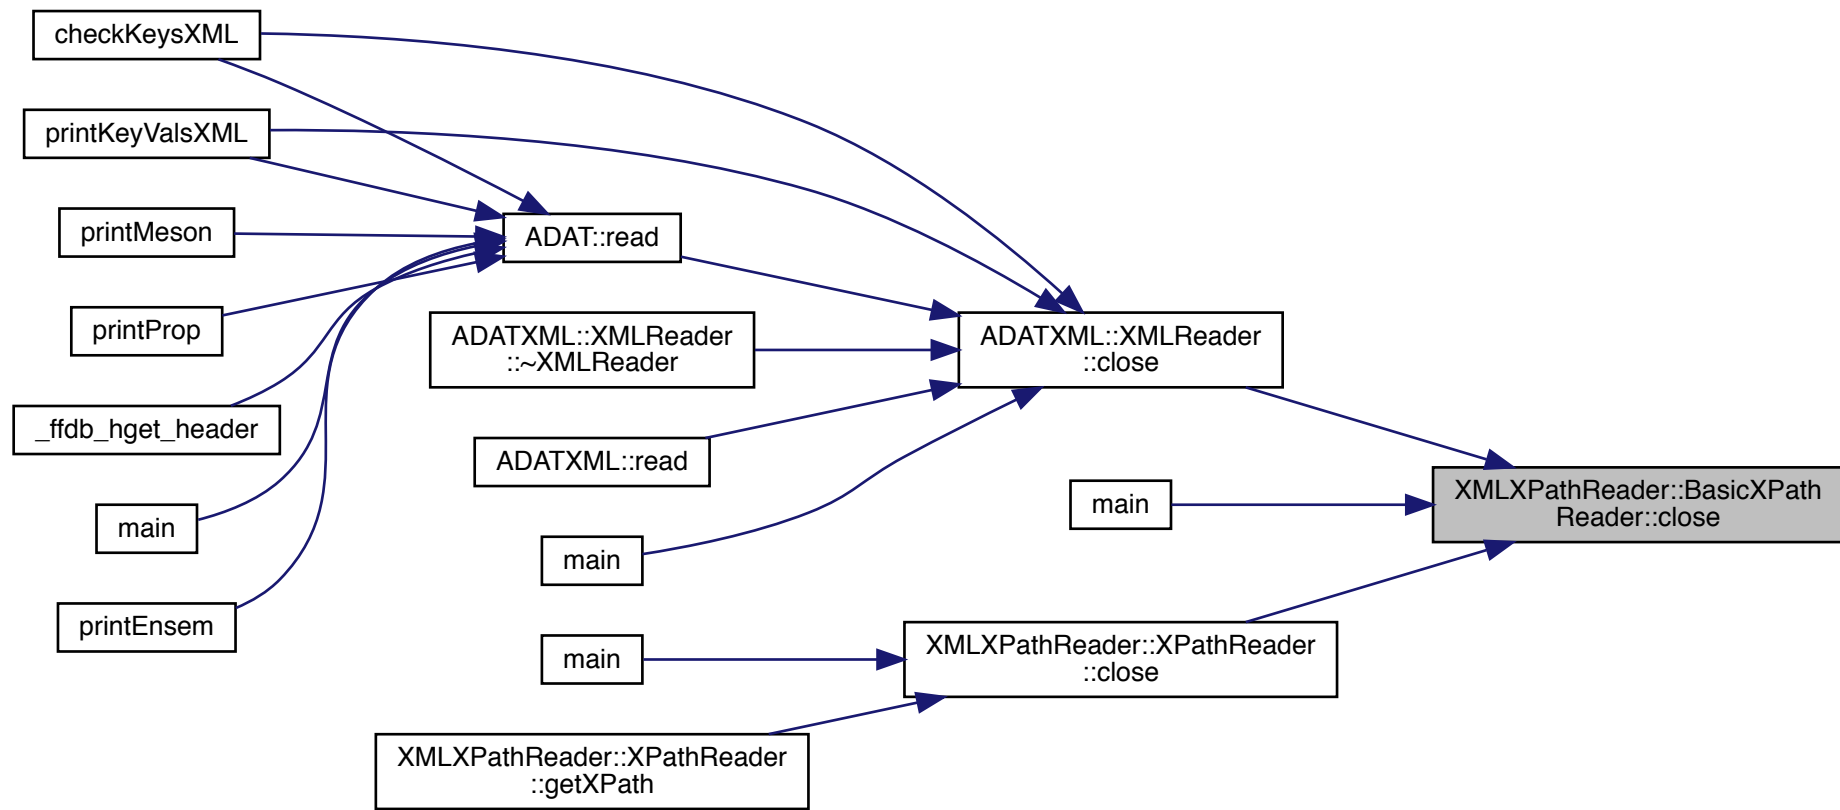 checkKeysXML
printKeyValsXML
printMeson
ADAT::read
printProp
ADATXML::XMLReader
::~XMLReader
ADATXML::XMLReader
::close
_ffdb_hget_header
ADATXML::read
main
XMLXPathReader::BasicXPath
Reader::close
main
main
printEnsem
main
XMLXPathReader::XPathReader
::close
XMLXPathReader::XPathReader
::getXPath